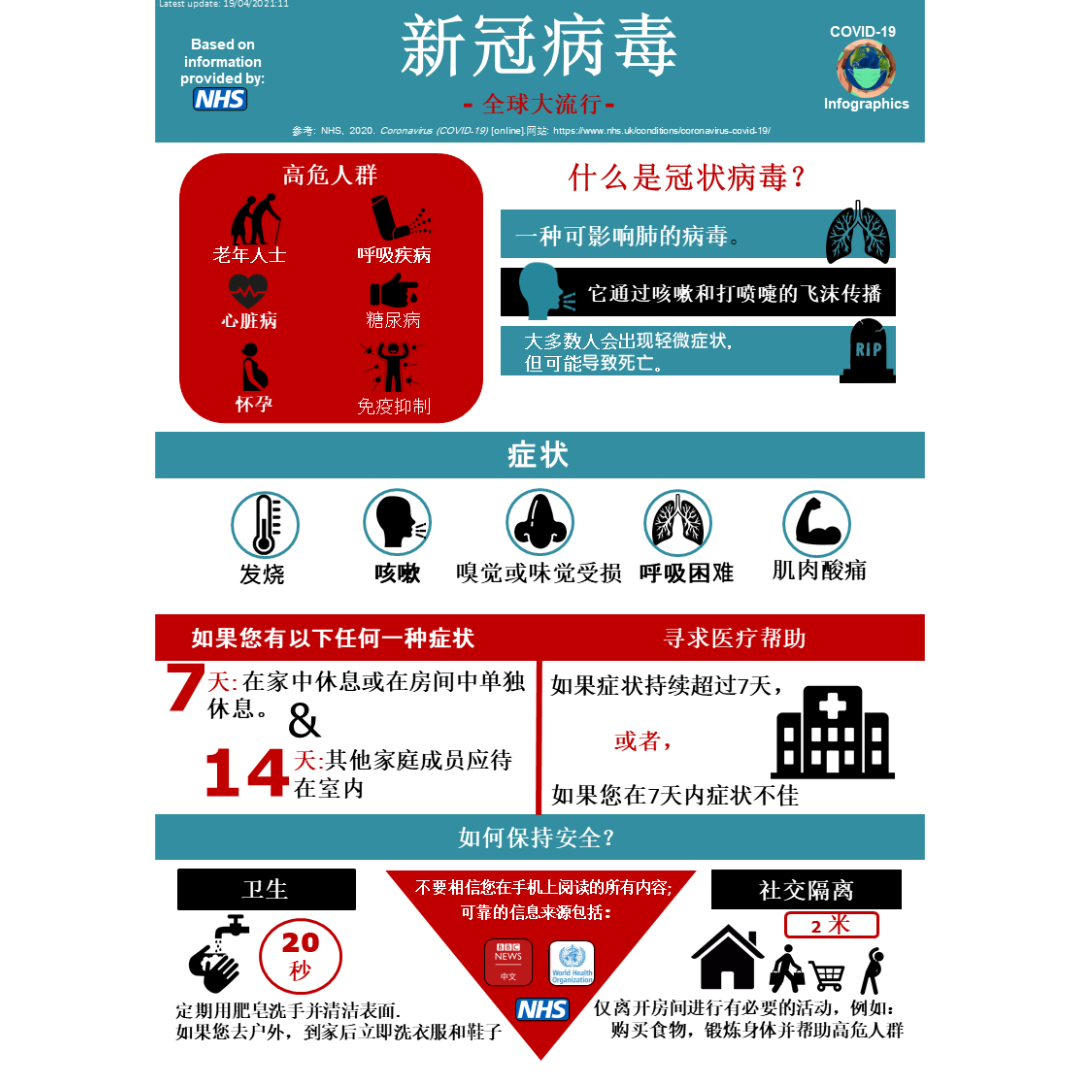 Latest update: 19/04/2021:11
Based on
information
provided by:
NHS
新冠病毒
- 全球大流行-
COVID-19
Infographics
参考: NHS, 2020. Coronavirus (COVID-19) [online].网站: https://www.nhs.uk/conditions/coronavirus-covid-19/
高危人群
老年人士
呼吸疾病
心脏病
糖尿病
怀孕
免疫抑制
什么是冠状病毒?
一种可影响肺的病毒。
它通过咳嗽和打喷嚏的飞沫传播
大多数人会出现轻微症状,
但可能导致死亡。
RIP
症状
发烧
咳嗽
嗅觉或味觉受损
呼吸困难
肌肉酸痛
如果您有以下任何一种症状
7天:在家中休息或在房间中单独
休息。
&
14天:其他家庭成员应待
在室内
寻求医疗帮助
如果症状持续超过7天，
或者，
如果您在7天内症状不佳
如何保持安全?
卫生
20
秒
定期用肥皂洗手并清洁表面.
如果您去户外，到家后立即洗衣服和鞋子
不要相信您在手机上阅读的所有内容;
可靠的信息来源包括：
BBC
NEWS
中文
World Health
Organization
NHS
社交隔离
2 米
仅离开房间进行有必要的活动，例如：
购买食物，锻炼身体并帮助高危人群